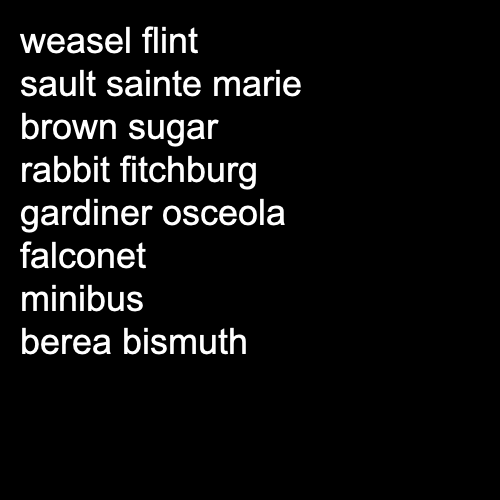 weasel flint
sault sainte marie
brown sugar
rabbit fitchburg
gardiner osceola
falconet
minibus
berea bismuth